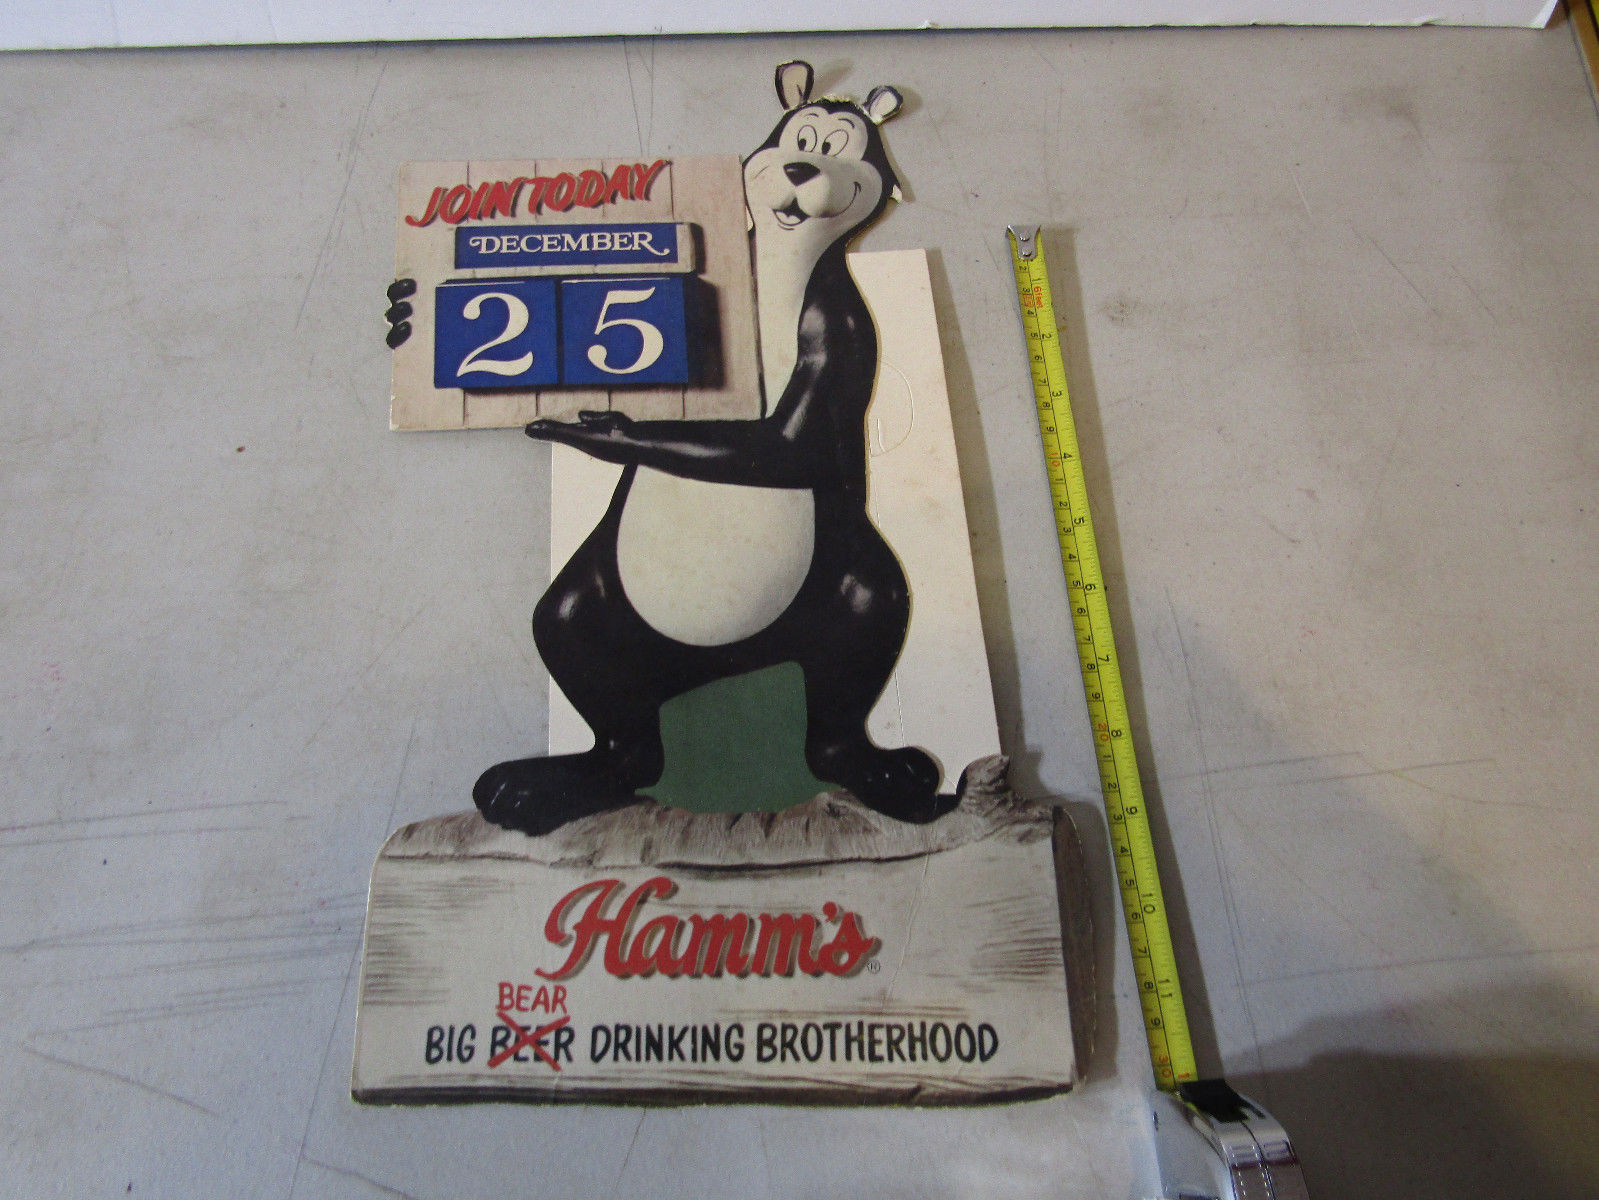 JOIN TODAY
DECEMBER
25
Hamm's®
BEAR
BIG BEER DRINKING BROTHERHOOD